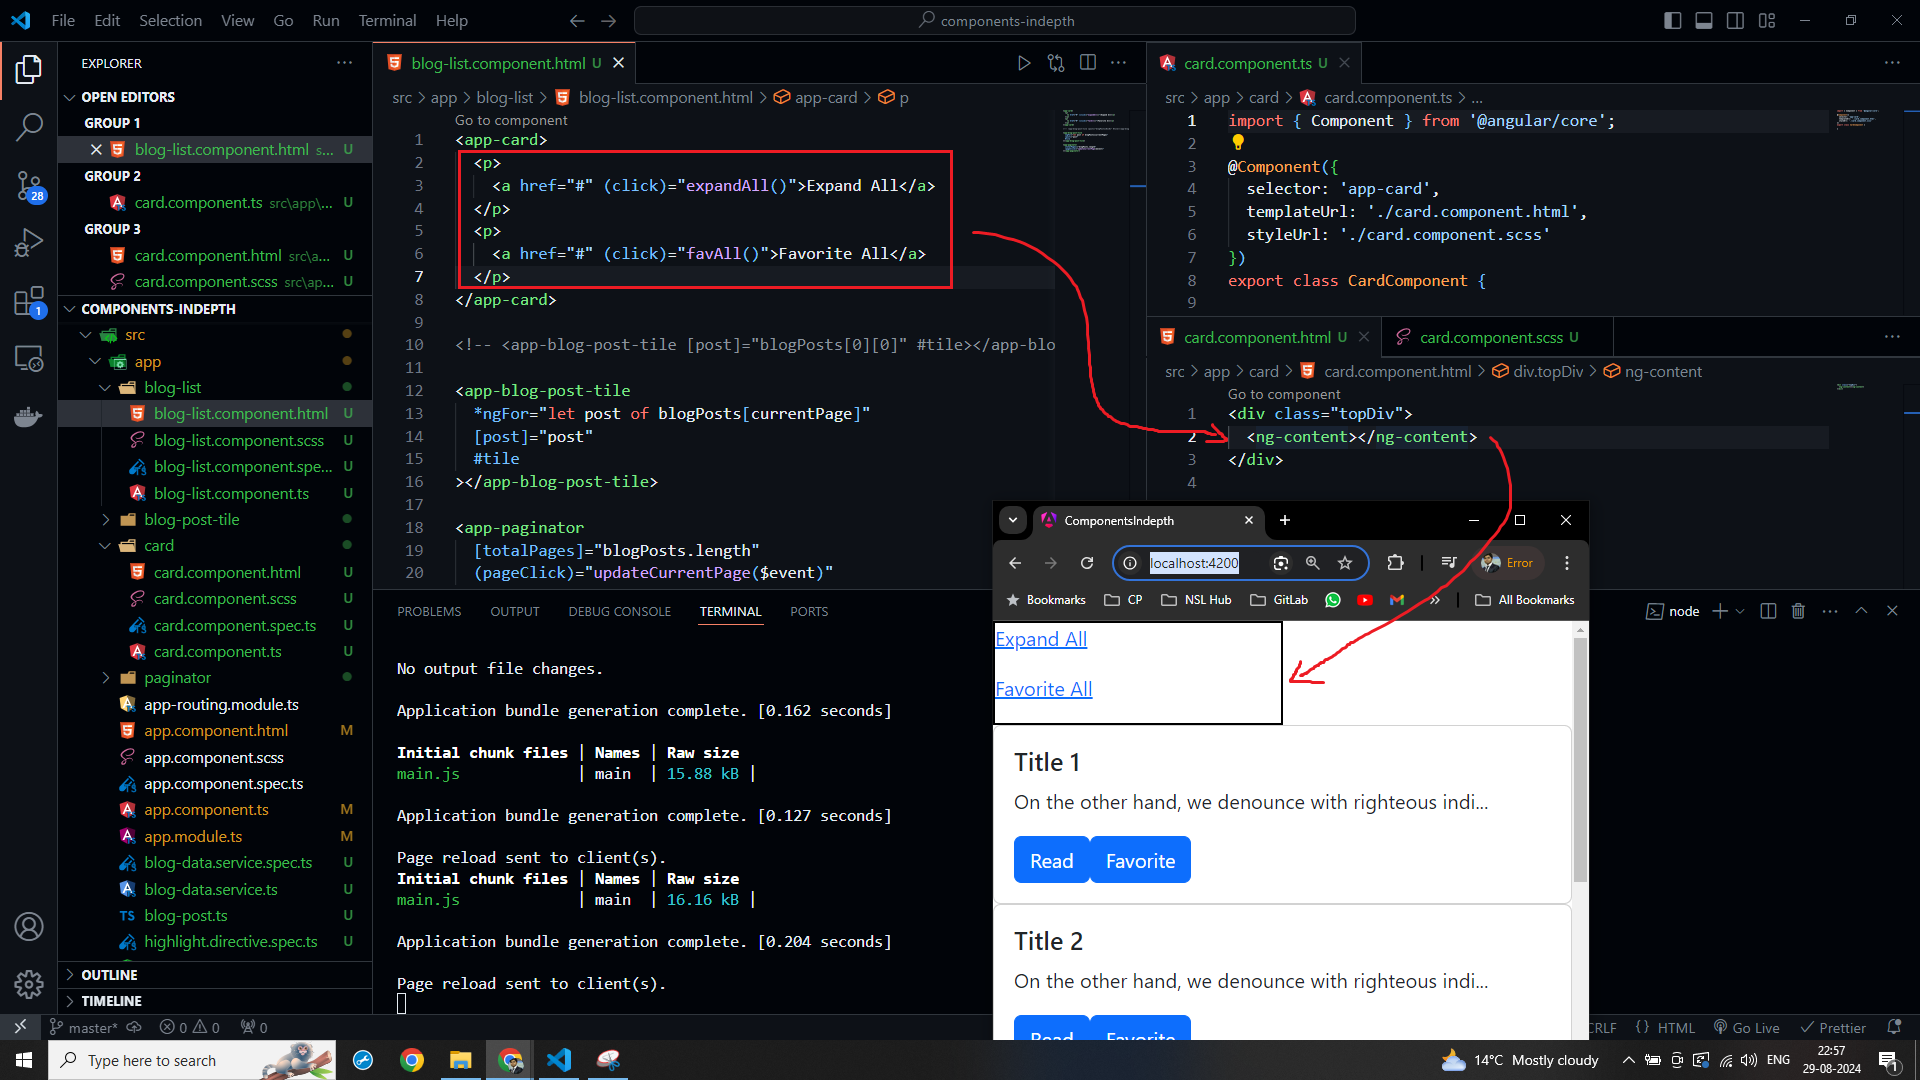 File Edit Selection View Go Run Terminal Help
components-indepth
EXPLORER
OPEN EDITORS
GROUP 1
blog-list.component.html s... U
GROUP 2
card.component.ts src\app\... U
GROUP 3
card.component.html src\a... U
card.component.scss src\ap... U
COMPONENTS-INDEPTH
src
app
blog-list
blog-list.component.html U
blog-list.component.scss U
blog-list.component.spe... U
blog-list.component.ts U
blog-post-tile
card
card.component.html U
card.component.scss U
card.component.spec.ts U
card.component.ts U
paginator
app-routing.module.ts
app.component.html M
app.component.scss
app.component.spec.ts
app.component.ts M
app.module.ts M
blog-data.service.spec.ts U
blog-data.service.ts U
TS blog-post.ts U
highlight.directive.spec.ts U
OUTLINE
TIMELINE
28
1
blog-list.component.html U
src > app > blog-list > blog-list.component.html > app-card > p
Go to component
1 <app-card>
2 <p>
3 <a href="#" (click)="expandAll()">Expand All</a>
4 </p>
5 <p>
6 <a href="#" (click)="favAll()">Favorite All</a>
7 </p>
8 </app-card>
9
10 <!-- <app-blog-post-tile [post]="blogPosts[0][0]" #tile></app-blo
11
12 <app-blog-post-tile
13 *ngFor="let post of blogPosts[currentPage]"
14 [post]="post"
15 #tile
16 ></app-blog-post-tile>
17
18 <app-paginator
19 [totalPages]="blogPosts.length"
20 (pageClick)="updateCurrentPage($event)"
card.component.ts U
src > app > card > card.component.ts > ...
1 import { Component } from '@angular/core';
2
3 @Component({
4 selector: 'app-card',
5 templateUrl: './card.component.html',
6 styleUrl: './card.component.scss'
7 })
8 export class CardComponent {
9
card.component.html U
card.component.scss U
src > app > card > card.component.html > div.topDiv > ng-content
Go to component
1 <div class="topDiv">
2 <ng-content></ng-content>
3 </div>
4
PROBLEMS OUTPUT DEBUG CONSOLE TERMINAL PORTS
node
No output file changes.
Application bundle generation complete. [0.162 seconds]
Initial chunk files | Names | Raw size
main.js | main | 15.88 kB |
Application bundle generation complete. [0.127 seconds]
Page reload sent to client(s).
Initial chunk files | Names | Raw size
main.js | main | 16.16 kB |
Application bundle generation complete. [0.204 seconds]
Page reload sent to client(s).
ComponentsIndepth
localhost:4200
Error
Bookmarks CP NSL Hub GitLab All Bookmarks
Expand All
Favorite All
Title 1
On the other hand, we denounce with righteous indi...
Read Favorite
Title 2
On the other hand, we denounce with righteous indi...
Read Favorite
master* 0 0 0
CRLF {} HTML Go Live Prettier
Type here to search
14°C Mostly cloudy
ENG
22:57
29-08-2024
1